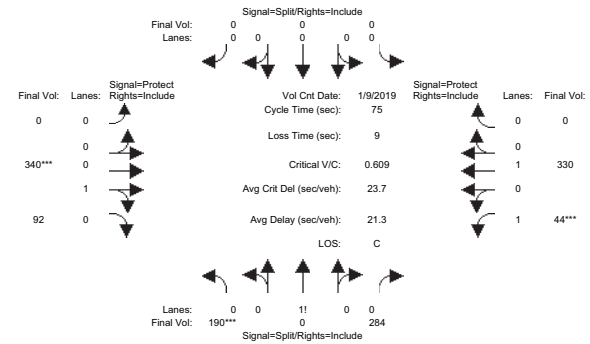 Signal=Split/Rights=Include
Final Vol: 0 0 0
Lanes: 0 0 0 0 0
Signal=Protect
Final Vol: Lanes: Rights=Include
Vol Cnt Date: 1/9/2019
Signal=Protect
Rights=Include Lanes: Final Vol:
0 0
Cycle Time (sec): 75
0 0
0
Loss Time (sec): 9
0
340*** 0
Critical V/C: 0.609
1 330
1
Avg Crit Del (sec/veh): 23.7
0
92 0
Avg Delay (sec/veh): 21.3
1 44***
LOS: C
Lanes: 0 0 1! 0 0
Final Vol: 190*** 0 284
Signal=Split/Rights=Include